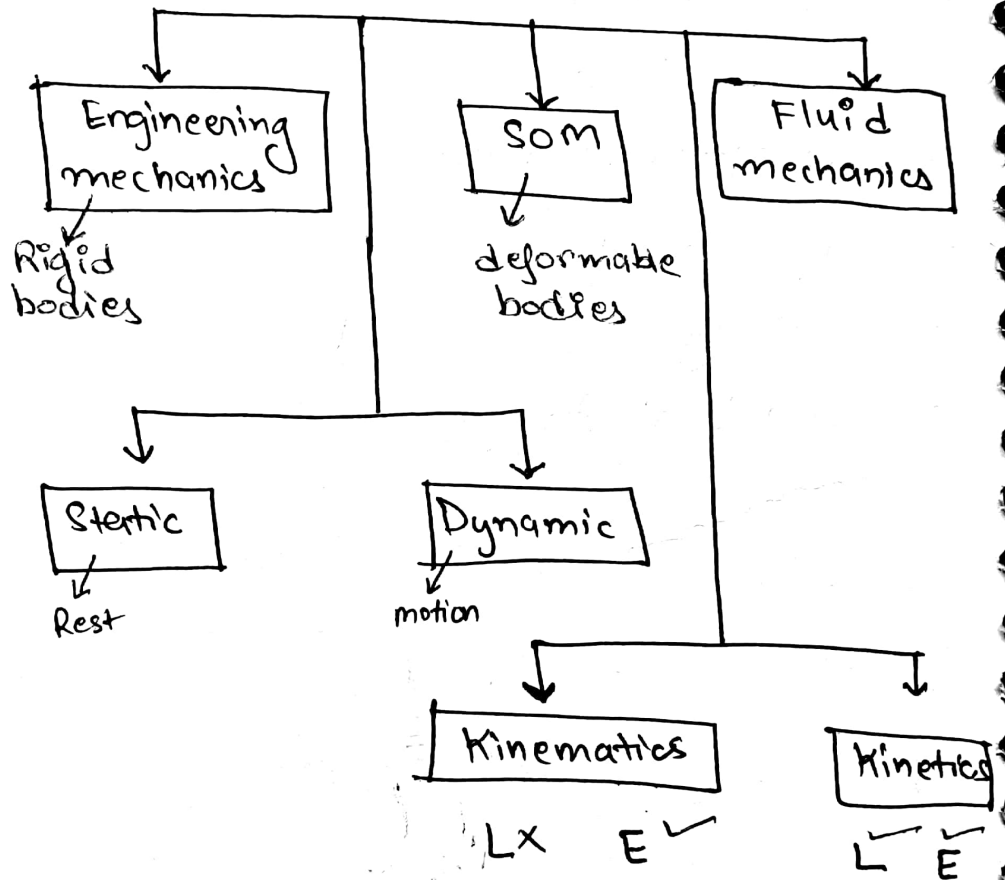 Engineering
mechanics
SOM
Fluid
mechanics
Rigid
bodies
deformable
bodies
Static
Dynamic
Rest
motion
Kinematics
Kinetics
L× E ✓
L ✓ E ✓